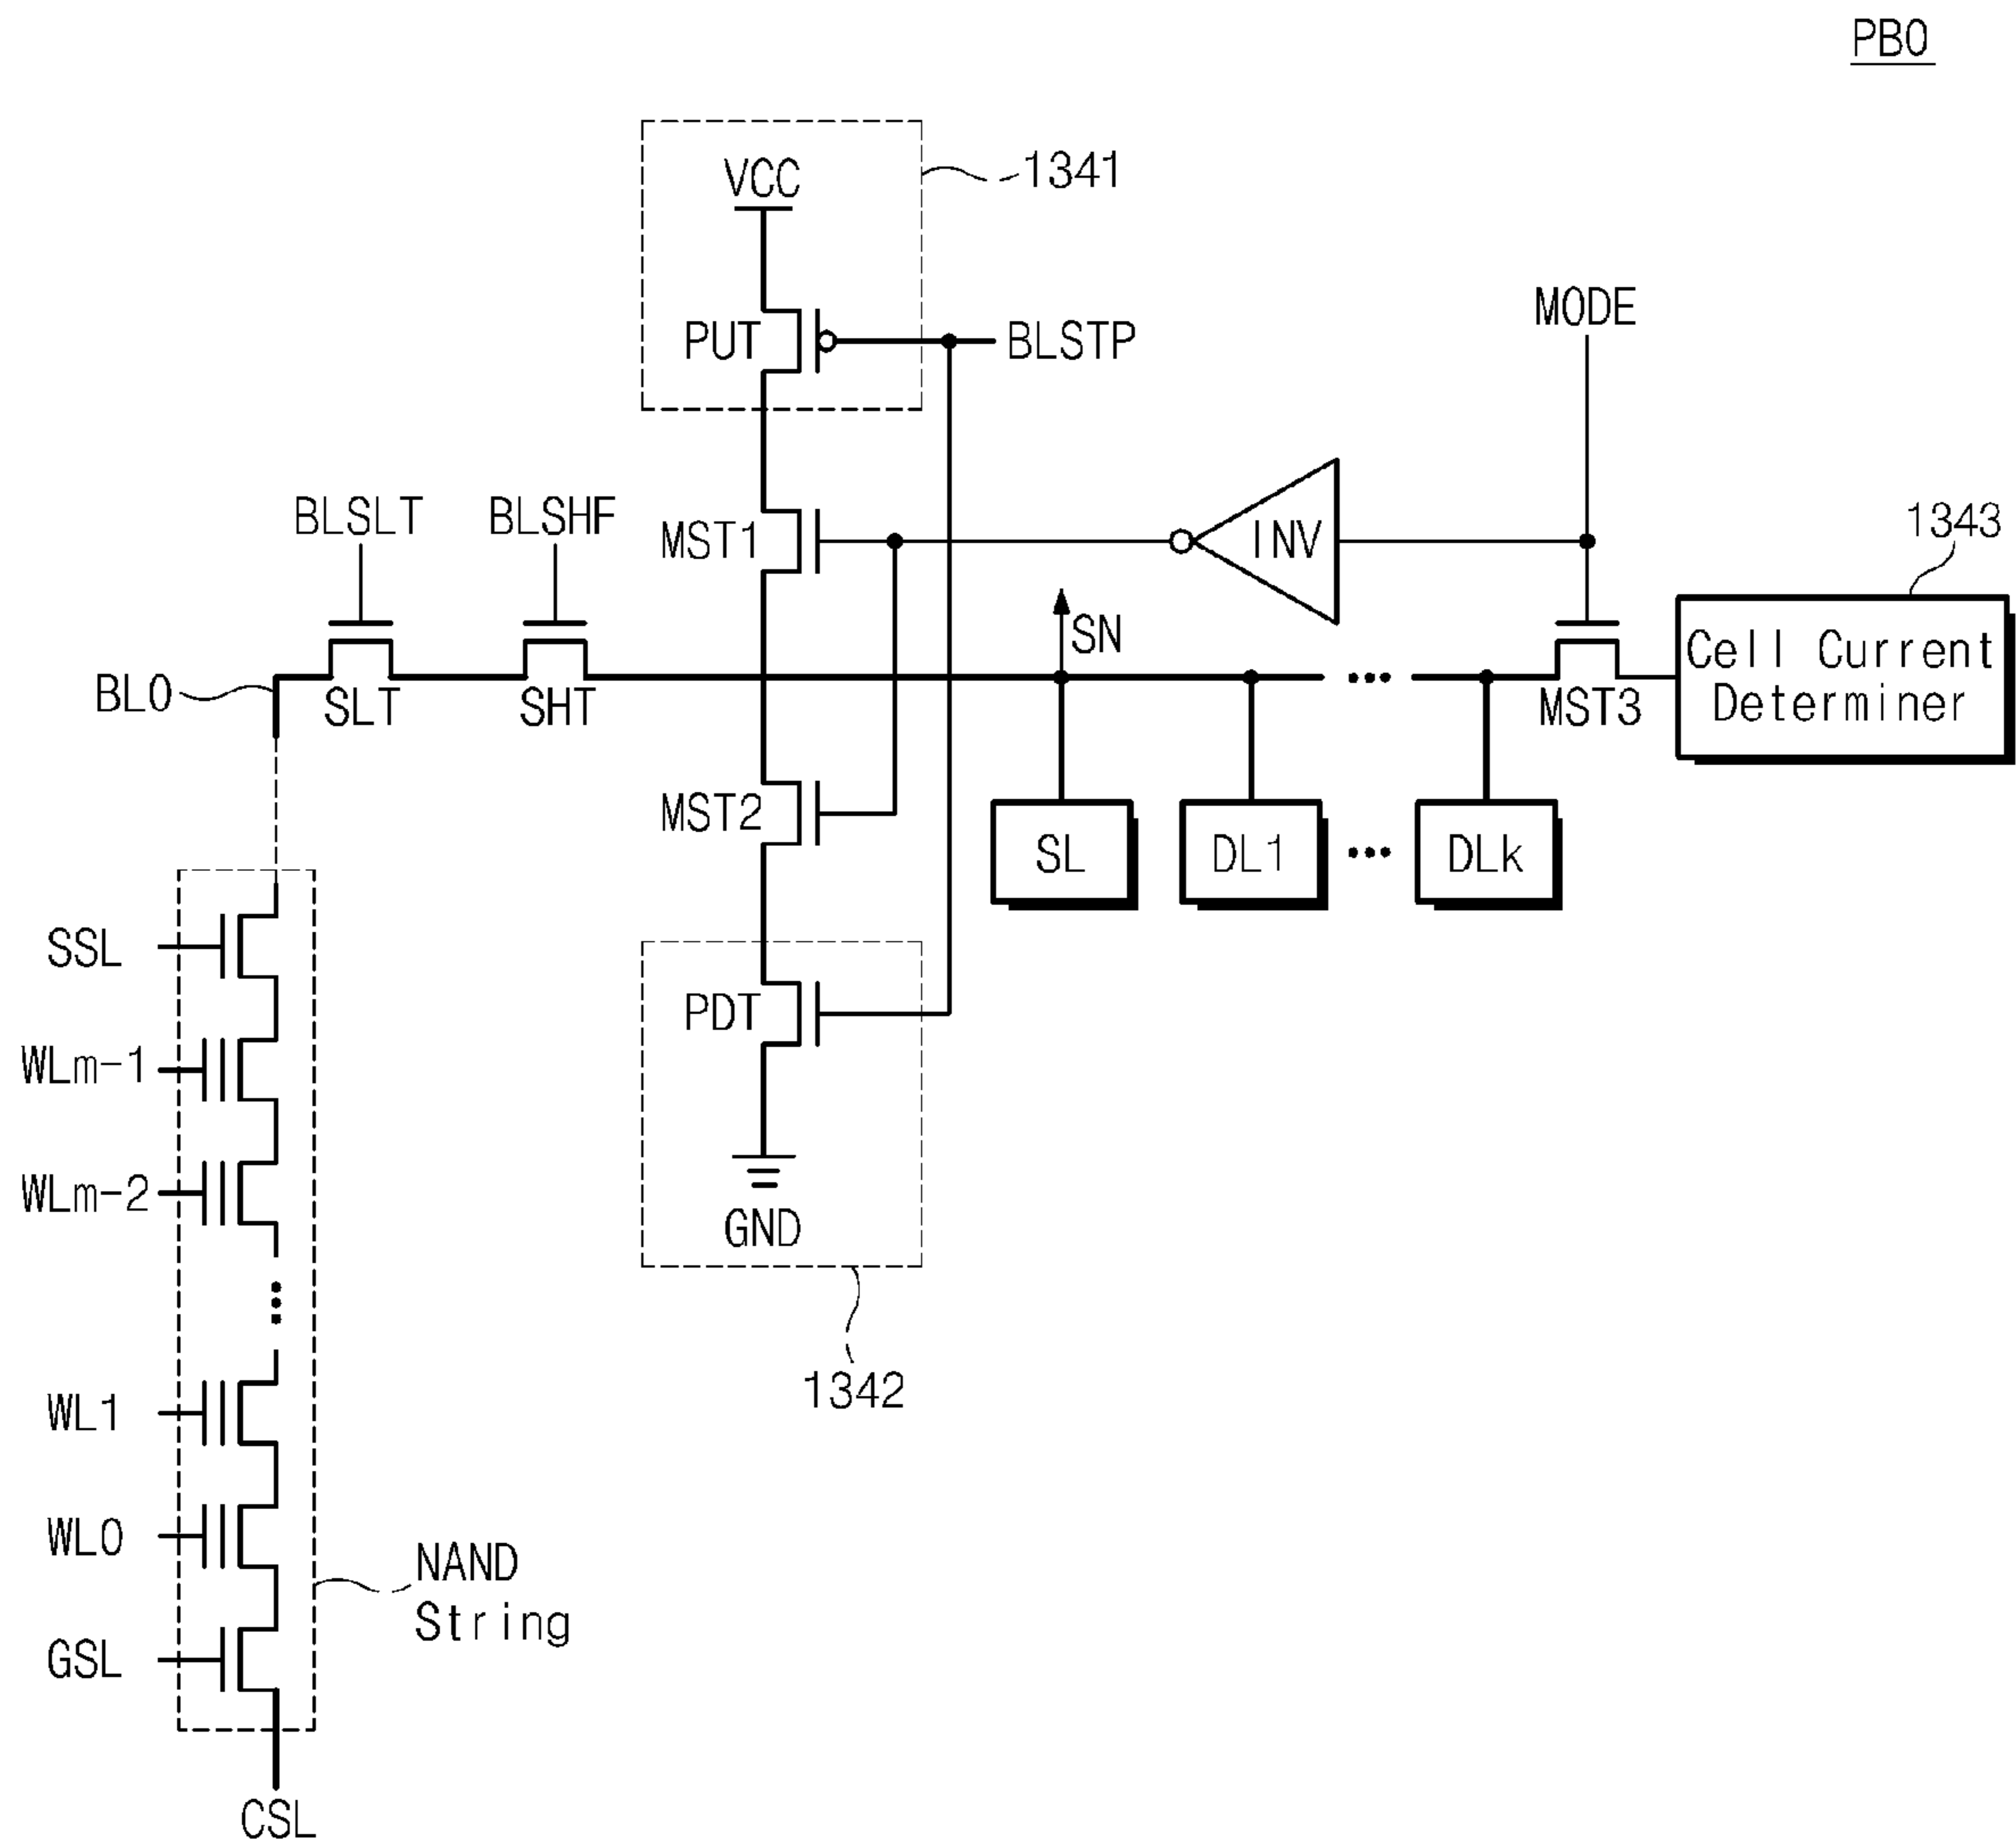 PB0
VCC
1341
PUT
BLSTP
MODE
BLSLT
BLSHF
MST1
INV
1343
SN
Cell Current
Determiner
BL0
SLT
SHT
MST3
MST2
SL
DL1
DLk
SSL
PDT
WLm-1
WLm-2
GND
1342
WL1
WL0
NAND
String
GSL
CSL